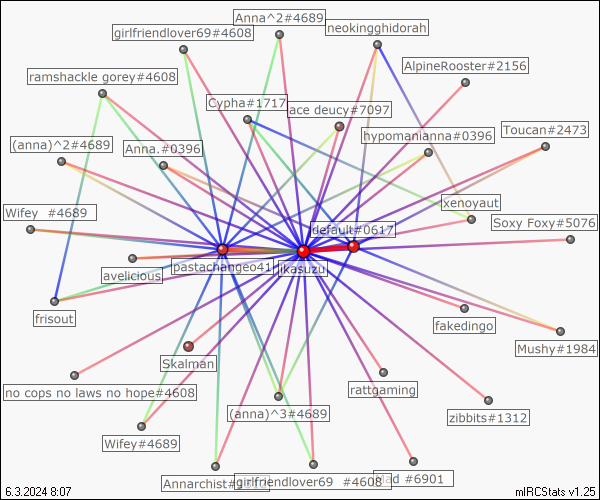 Anna^2#4689
girlfriendlover69#4608
neokingghidorah
AlpineRooster#2156
ramshackle gorey#4608
Cypha#1717
ace deucy#7097
hypomanianna#0396
Toucan#2473
(anna)^2#4689
Anna.#0396
xenoyaut
Wifey  #4689
Soxy Foxy#5076
default#0617
pastachangeo41
jikasuzu
avelicious
frisout
fakedingo
Mushy#1984
Skalman
no cops no laws no hope#4608
rattgaming
(anna)^3#4689
zibbits#1312
Wifey#4689
Annarchist#
girlfriendlover69  #4608
#6901
6.3.2024 8:07
mIRCStats v1.25